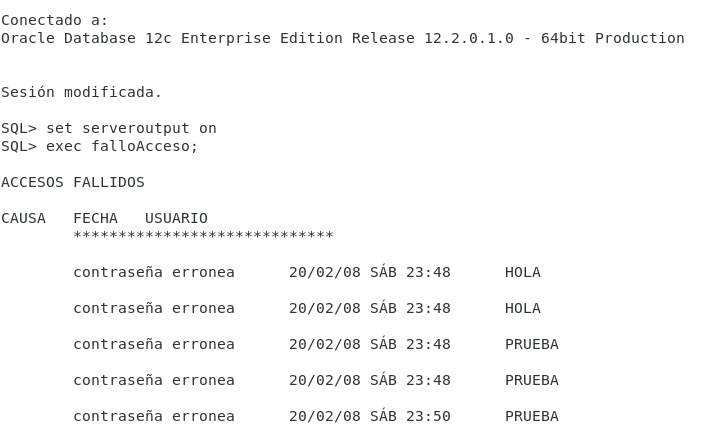 Conectado a:
Oracle Database 12c Enterprise Edition Release 12.2.0.1.0 - 64bit Production
Sesión modificada.
SQL> set serveroutput on
SQL> exec falloAcceso;
ACCESOS FALLIDOS
CAUSA FECHA USUARIO
*****************************
contraseña erronea 20/02/08 SÁB 23:48 HOLA
contraseña erronea 20/02/08 SÁB 23:48 HOLA
contraseña erronea 20/02/08 SÁB 23:48 PRUEBA
contraseña erronea 20/02/08 SÁB 23:48 PRUEBA
contraseña erronea 20/02/08 SÁB 23:50 PRUEBA